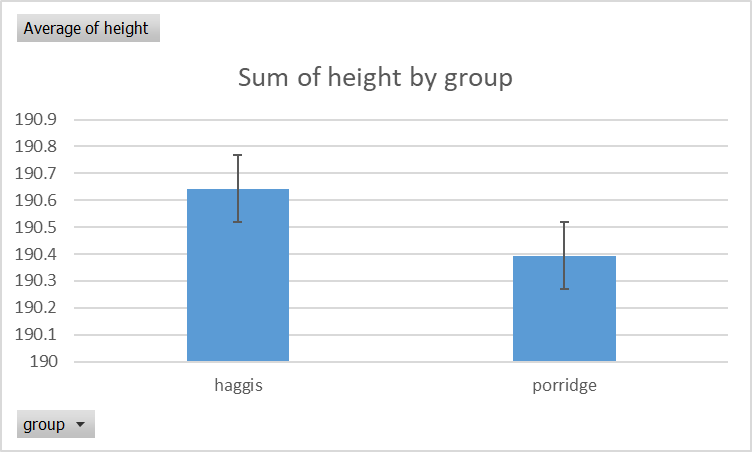 Average of height
Sum of height by group
190.9
190.8
190.7
190.6
190.5
190.4
190.3
190.2
190.1
190
haggis porridge
group